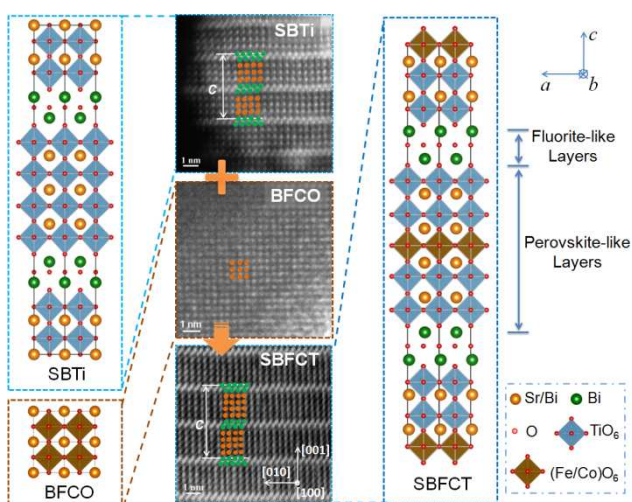 SBTi
c
1 nm
SBTi
BFCO
1 nm
BFCO
SBFCT
c
[001]
[010]
[100]
1 nm
SBFCT
c
a
b
Fluorite-like
Layers
Perovskite-like
Layers
Sr/Bi
Bi
O
TiO6
(Fe/Co)O6